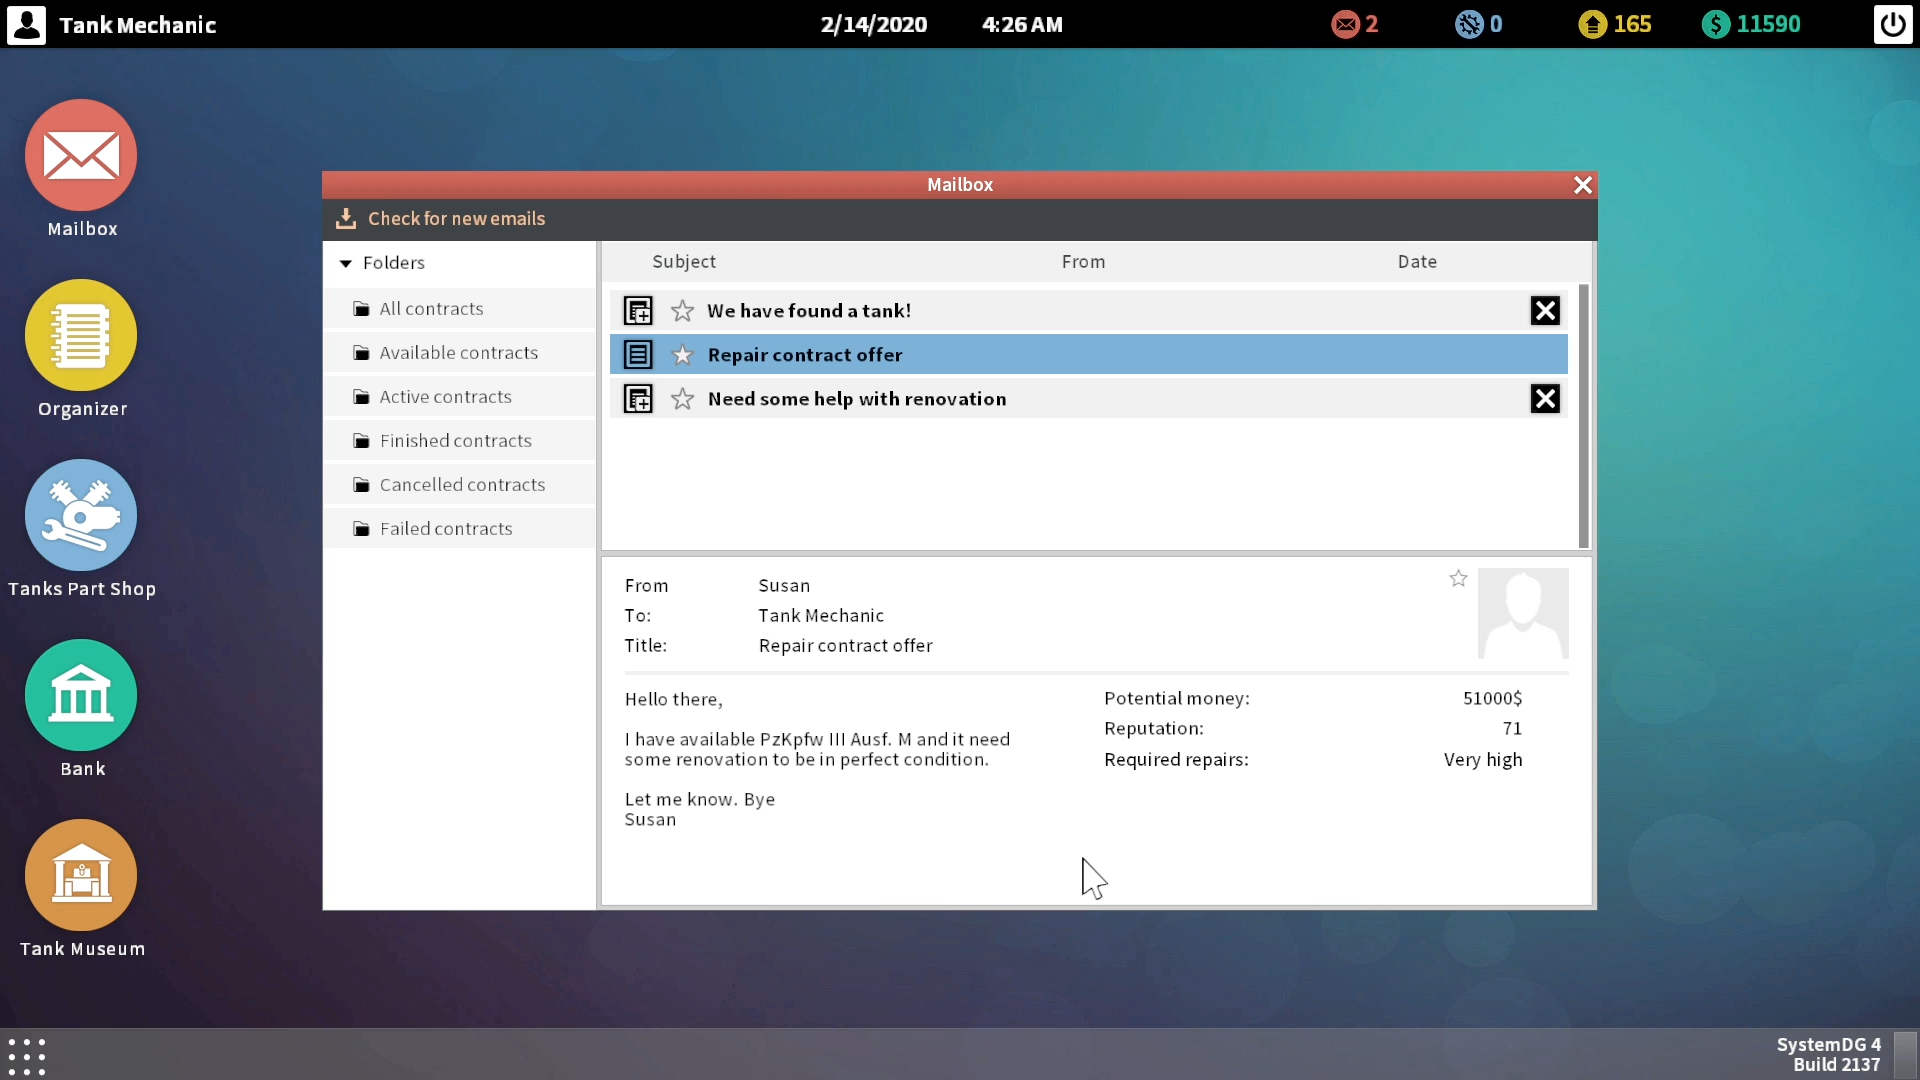 Tank Mechanic
2/14/2020 4:26 AM
2 0 165 11590
Mailbox
Organizer
Tanks Part Shop
Bank
Tank Museum
Mailbox
Check for new emails
Folders
All contracts
Available contracts
Active contracts
Finished contracts
Cancelled contracts
Failed contracts
Subject From Date
We have found a tank!
Repair contract offer
Need some help with renovation
From Susan
To: Tank Mechanic
Title: Repair contract offer
Hello there,
I have available PzKpfw III Ausf. M and it need
some renovation to be in perfect condition.
Let me know. Bye
Susan
Potential money: 51000$
Reputation: 71
Required repairs: Very high
SystemDG 4
Build 2137